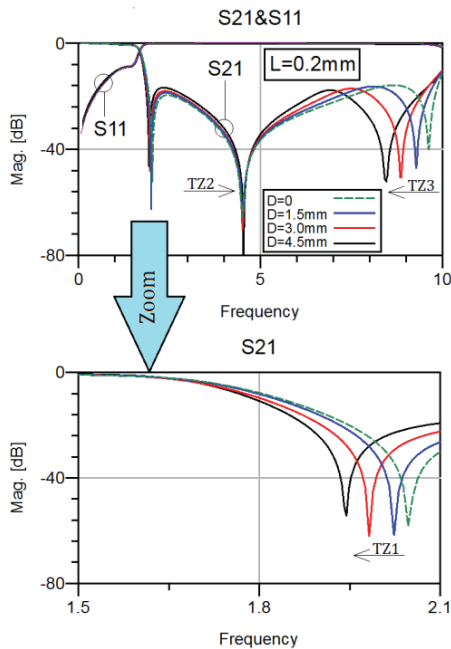 S21&S11
Mag. [dB]
0
-40
-80
S11
S21
L=0.2mm
TZ2
TZ3
D=0
D=1.5mm
D=3.0mm
D=4.5mm
0
5
10
Frequency
Zoom
S21
Mag. [dB]
0
-40
-80
TZ1
1.5
1.8
2.1
Frequency